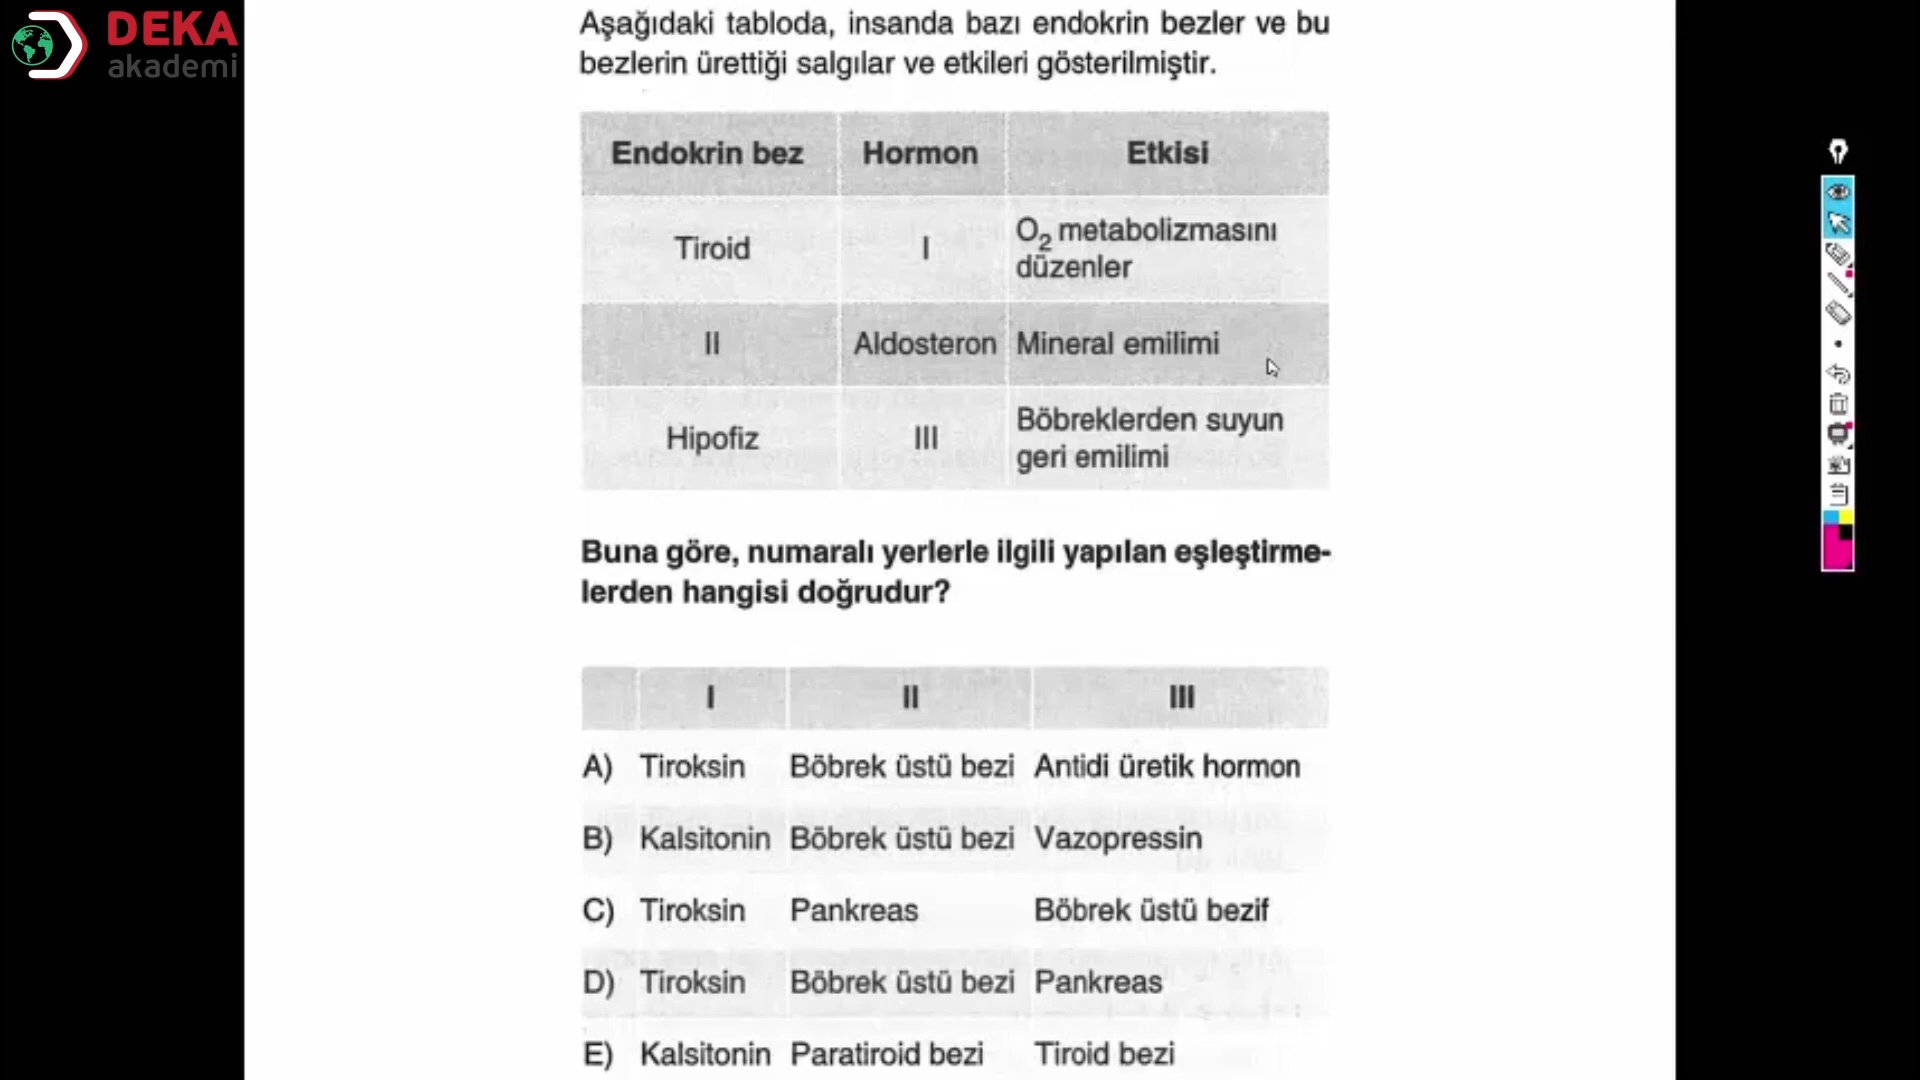 DEKA
akademi
Aşağıdaki tabloda, insanda bazı endokrin bezler ve bu
bezlerin ürettiği salgılar ve etkileri gösterilmiştir.
Endokrin bez Hormon Etkisi
Tiroid I O2 metabolizmasını
düzenler
II Aldosteron Mineral emilimi
Hipofiz III Böbreklerden suyun
geri emilimi
Buna göre, numaralı yerlerle ilgili yapılan eşleştirme-
lerden hangisi doğrudur?
I II III
A) Tiroksin Böbrek üstü bezi Antidi üretik hormon
B) Kalsitonin Böbrek üstü bezi Vazopressin
C) Tiroksin Pankreas Böbrek üstü bezif
D) Tiroksin Böbrek üstü bezi Pankreas
E) Kalsitonin Paratiroid bezi Tiroid bezi